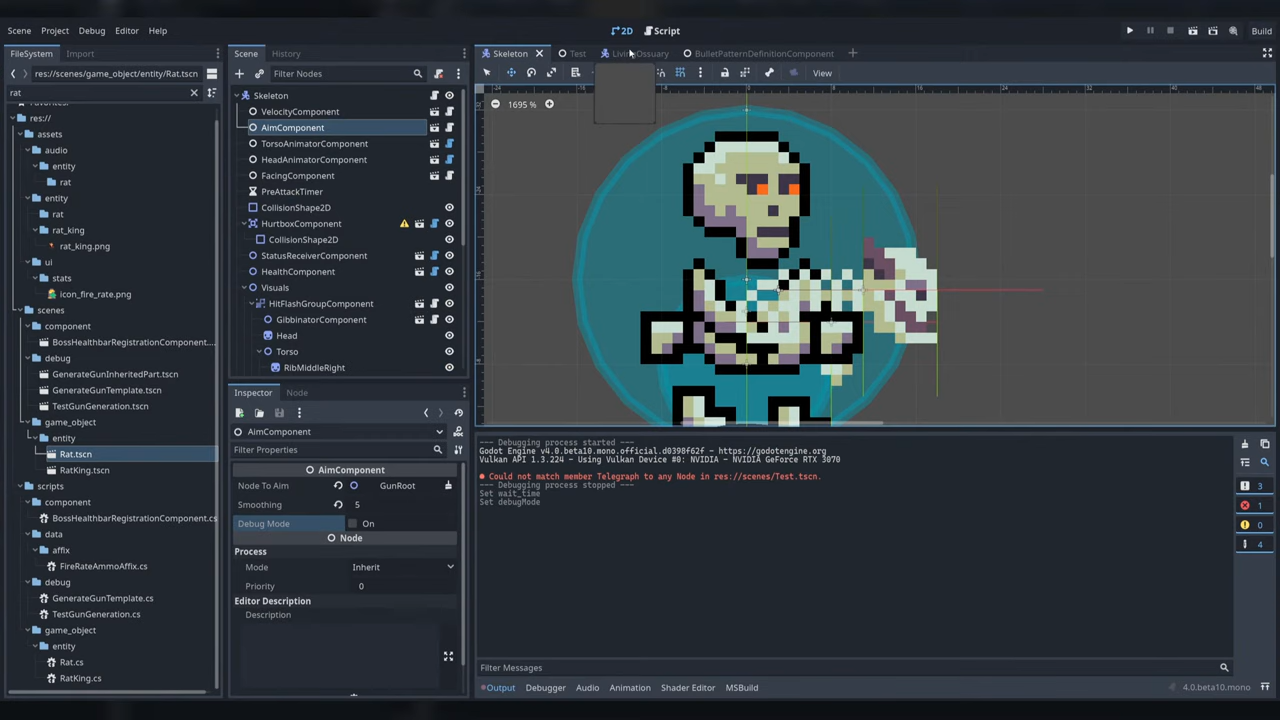 Scene Project Debug Editor Help
2D Script
Build
FileSystem Import
res://scenes/game_object/entity/Rat.tscn
rat
res://
assets
audio
entity
rat
entity
rat
rat_king
rat_king.png
ui
stats
icon_fire_rate.png
scenes
component
BossHealthbarRegistrationComponent....
debug
GenerateGunInheritedPart.tscn
GenerateGunTemplate.tscn
TestGunGeneration.tscn
game_object
entity
Rat.tscn
RatKing.tscn
scripts
component
BossHealthbarRegistrationComponent.cs
data
affix
FireRateAmmoAffix.cs
debug
GenerateGunTemplate.cs
TestGunGeneration.cs
game_object
entity
Rat.cs
RatKing.cs
Scene History
Filter Nodes
Skeleton
VelocityComponent
AimComponent
TorsoAnimatorComponent
HeadAnimatorComponent
FacingComponent
PreAttackTimer
CollisionShape2D
HurtboxComponent
CollisionShape2D
StatusReceiverComponent
HealthComponent
Visuals
HitFlashGroupComponent
GibbinatorComponent
Head
Torso
RibMiddleRight
Inspector Node
AimComponent
Filter Properties
AimComponent
Node To Aim GunRoot
Smoothing 5
Debug Mode On
Node
Process
Mode Inherit
Priority 0
Editor Description
Description
Skeleton Test LivingOssuary BulletPatternDefinitionComponent
View
1695 %
--- Debugging process started ---
Godot Engine v4.0.beta10.mono.official.d0398f62f - https://godotengine.org
Vulkan API 1.3.224 - Using Vulkan Device #0: NVIDIA - NVIDIA GeForce RTX 3070
Could not match member Telegraph to any Node in res://scenes/Test.tscn.
--- Debugging process stopped ---
Set wait_time
Set debugMode
3
1
0
4
Filter Messages
Output Debugger Audio Animation Shader Editor MSBuild
4.0.beta10.mono